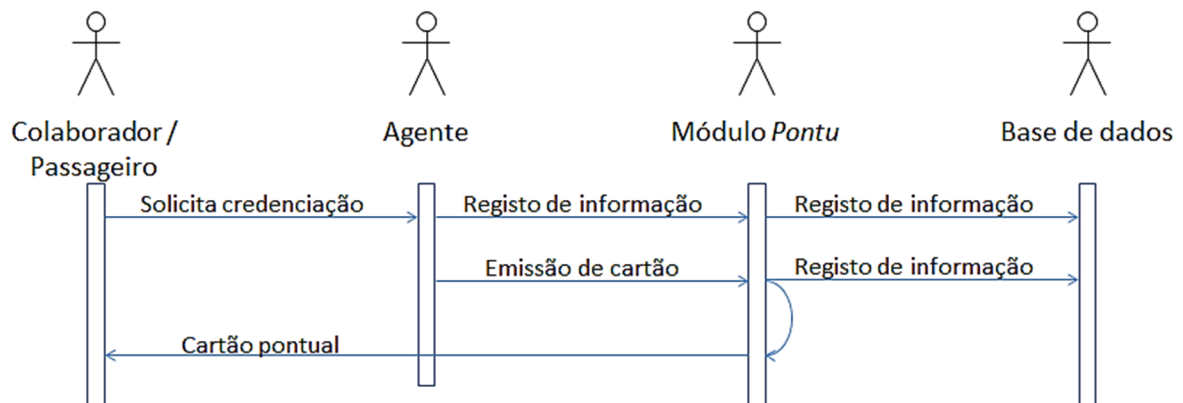 Colaborador /
Passageiro
Agente
Módulo Pontu
Base de dados
Solicita credenciação
Registo de informação
Registo de informação
Emissão de cartão
Registo de informação
Cartão pontual